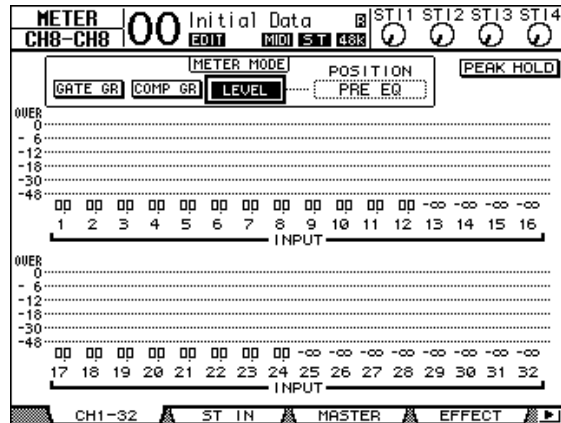 METER 00 Initial Data R STI1 STI2 STI3 STI4
CH8-CH8 EDIT MIDI ST 48k
METER MODE
POSITION
PEAK HOLD
GATE GR COMP GR LEVEL PRE EQ
OVER
0
- 6
-12
-18
-30
-48
00 00 00 00 00 00 00 00 00 00 00 00 -∞ -∞ -∞ -∞
1 2 3 4 5 6 7 8 9 10 11 12 13 14 15 16
INPUT
OVER
0
- 6
-12
-18
-30
-48
00 00 00 00 00 00 00 00 -∞ -∞ -∞ -∞ -∞ -∞ -∞ -∞
17 18 19 20 21 22 23 24 25 26 27 28 29 30 31 32
INPUT
CH1-32 ST IN MASTER EFFECT